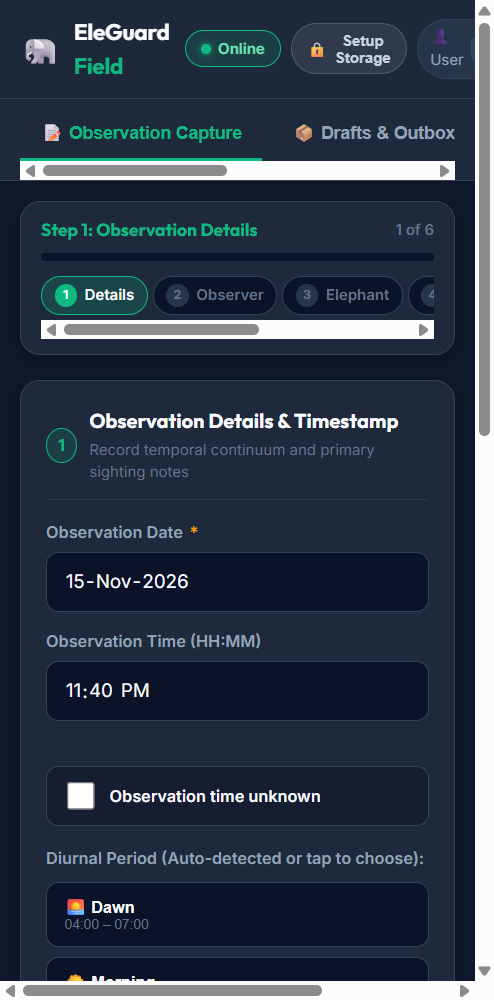 EleGuard
Field
Online
Setup
Storage
User
Observation Capture
Drafts & Outbox
Step 1: Observation Details
1 of 6
1 Details
2 Observer
3 Elephant
4
1
Observation Details & Timestamp
Record temporal continuum and primary
sighting notes
Observation Date *
15-Nov-2026
Observation Time (HH:MM)
11:40 PM
Observation time unknown
Diurnal Period (Auto-detected or tap to choose):
Dawn
04:00 – 07:00
Morning